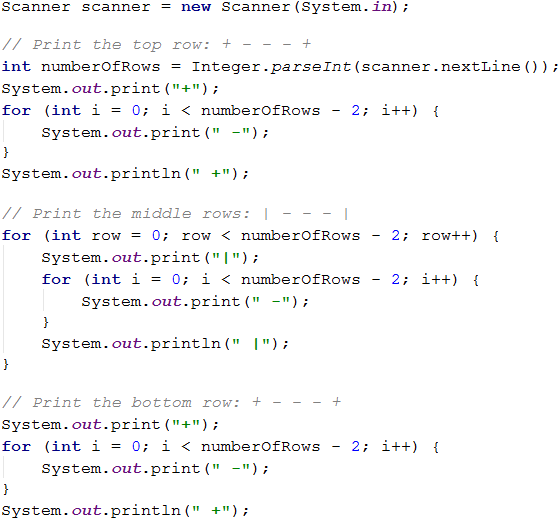 Scanner scanner = new Scanner(System.in);

// Print the top row: + - - - +
int numberOfRows = Integer.parseInt(scanner.nextLine());
System.out.print("+");
for (int i = 0; i < numberOfRows - 2; i++) {
    System.out.print(" -");
}
System.out.println(" +");

// Print the middle rows: | - - - |
for (int row = 0; row < numberOfRows - 2; row++) {
    System.out.print("|");
    for (int i = 0; i < numberOfRows - 2; i++) {
        System.out.print(" -");
    }
    System.out.println(" |");
}

// Print the bottom row: + - - - +
System.out.print("+");
for (int i = 0; i < numberOfRows - 2; i++) {
    System.out.print(" -");
}
System.out.println(" +");